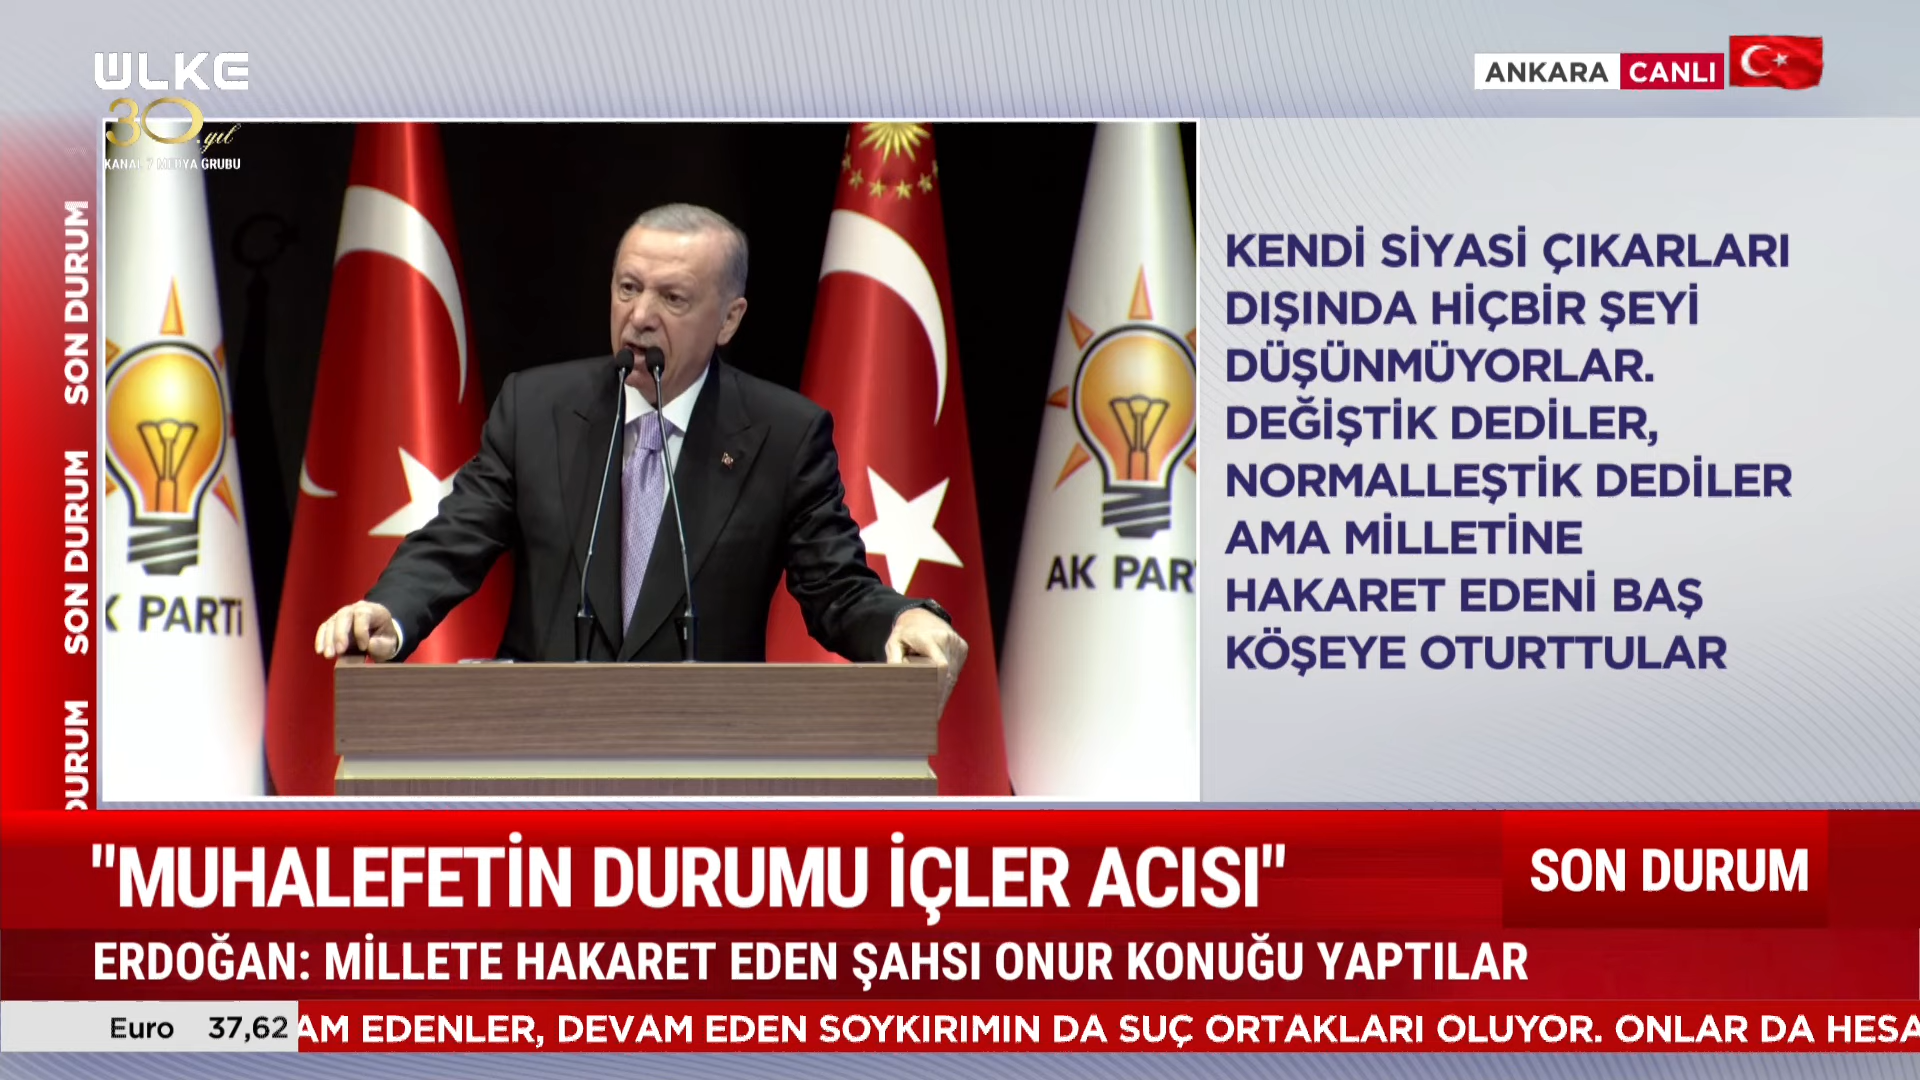 ÜLKE
30.yıl
KANAL 7 MEDYA GRUBU
ANKARA CANLI
SON DURUM
SON DURUM
DURUM
K PARTİ
AK PAR
KENDİ SİYASİ ÇIKARLARI
DIŞINDA HİÇBİR ŞEYİ
DÜŞÜNMÜYORLAR.
DEĞİŞTİK DEDİLER,
NORMALLEŞTİK DEDİLER
AMA MİLLETİNE
HAKARET EDENİ BAŞ
KÖŞEYE OTURTTULAR
"MUHALEFETİN DURUMU İÇLER ACISI"
SON DURUM
ERDOĞAN: MİLLETE HAKARET EDEN ŞAHSI ONUR KONUĞU YAPTILAR
Euro 37,62
AM EDENLER, DEVAM EDEN SOYKIRIMIN DA SUÇ ORTAKLARI OLUYOR. ONLAR DA HESA